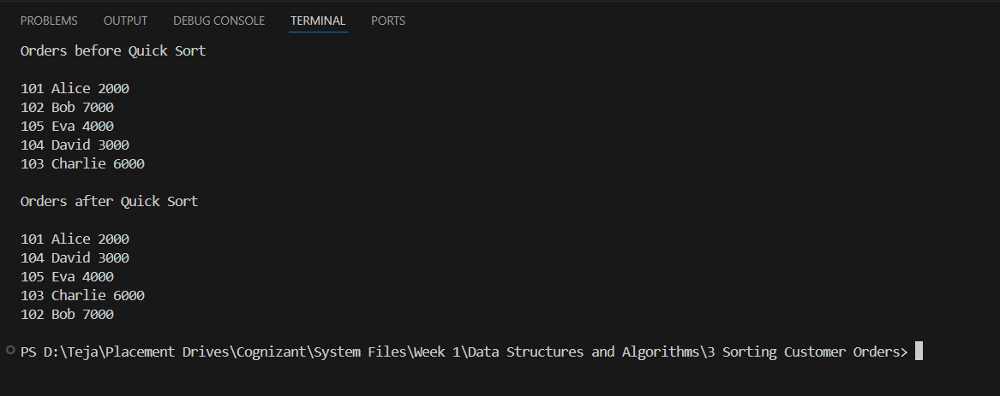 PROBLEMS OUTPUT DEBUG CONSOLE TERMINAL PORTS
Orders before Quick Sort
101 Alice 2000
102 Bob 7000
105 Eva 4000
104 David 3000
103 Charlie 6000
Orders after Quick Sort
101 Alice 2000
104 David 3000
105 Eva 4000
103 Charlie 6000
102 Bob 7000
PS D:\Teja\Placement Drives\Cognizant\System Files\Week 1\Data Structures and Algorithms\3 Sorting Customer Orders>